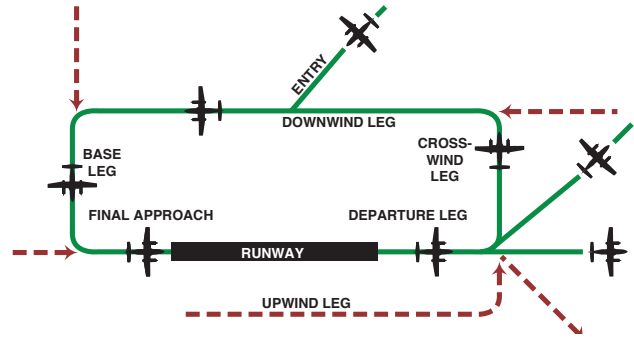 ENTRY
DOWNWIND LEG
CROSS-
WIND
LEG
BASE
LEG
FINAL APPROACH
DEPARTURE LEG
RUNWAY
UPWIND LEG